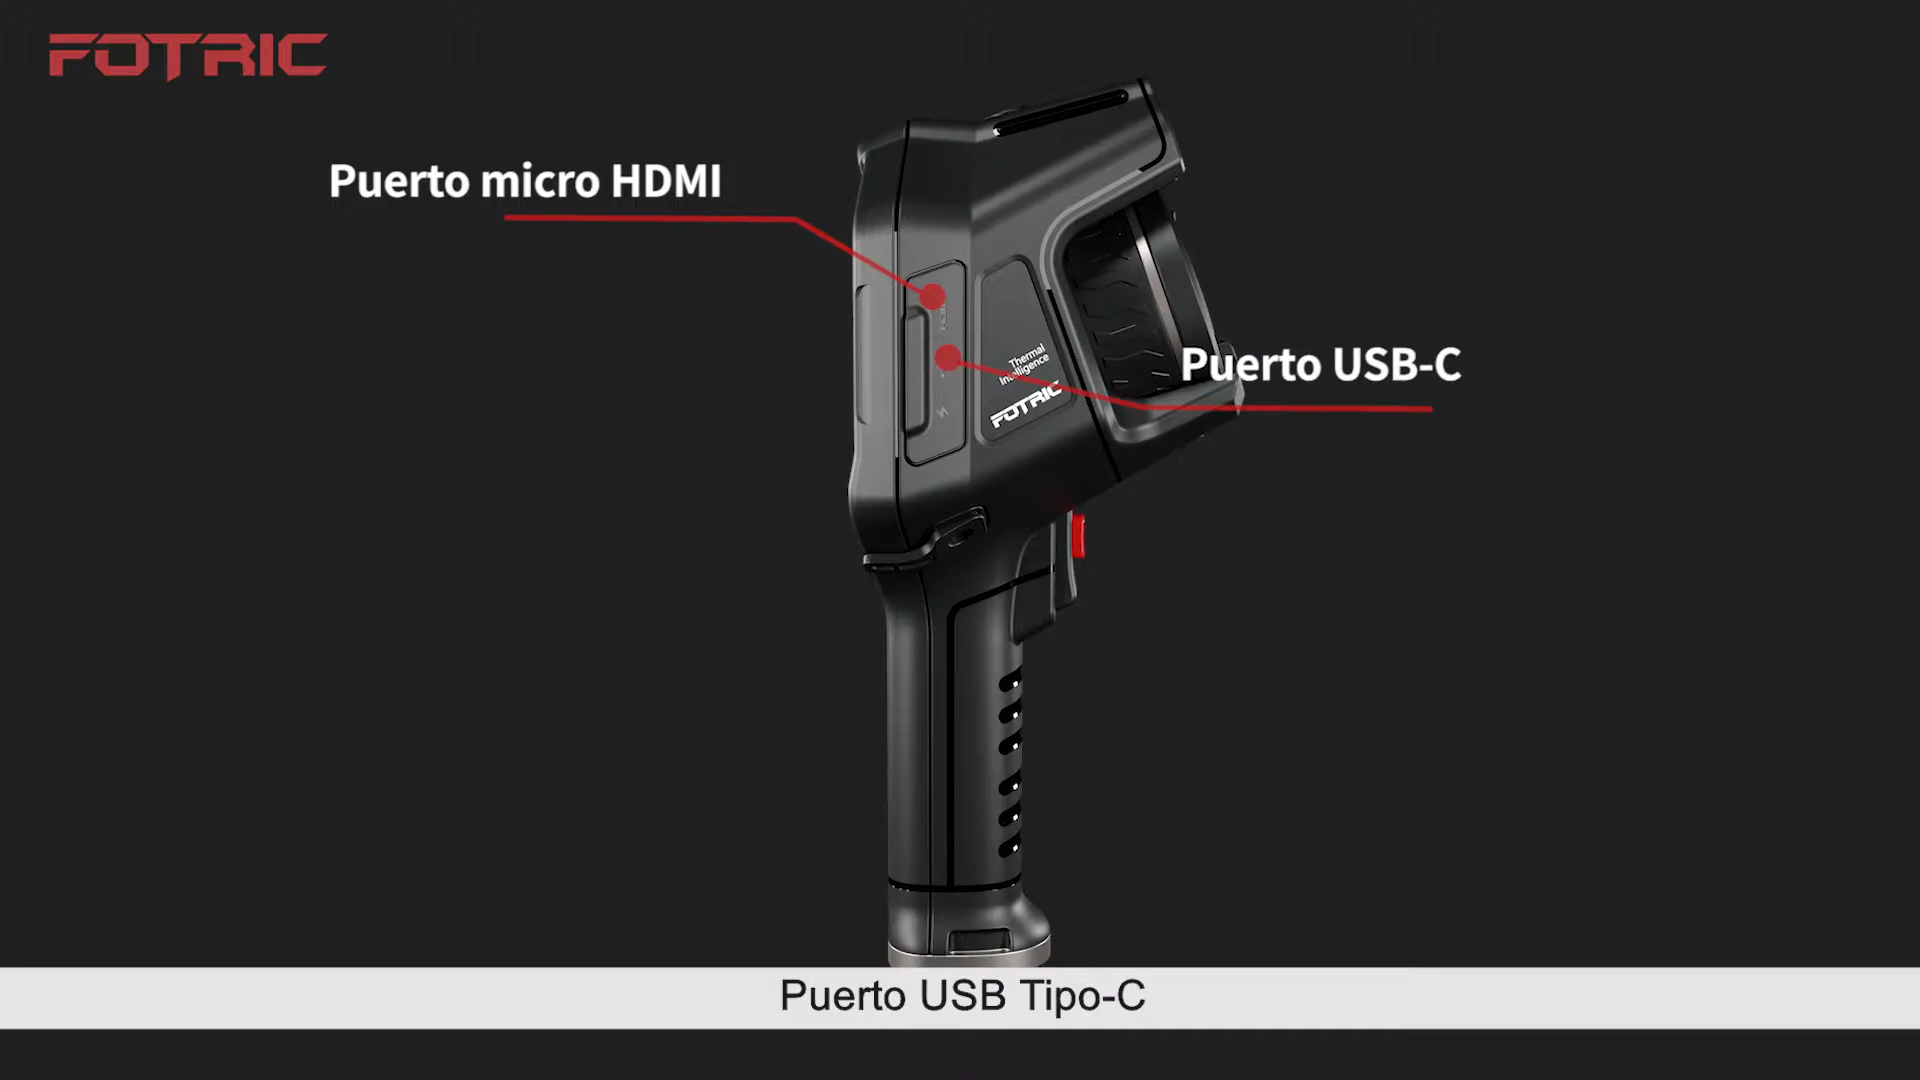 FOTRIC
Puerto micro HDMI
Puerto USB-C
Thermal
Intelligence
FOTRIC
Puerto USB Tipo-C